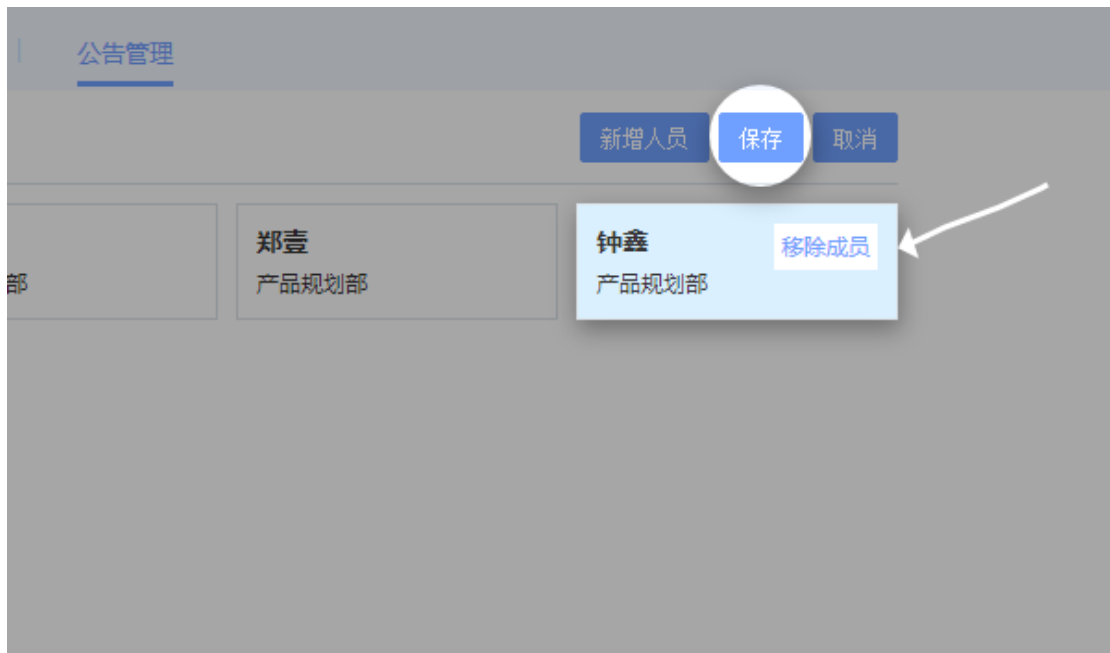 公告管理
新增人员 保存 取消
郑壹 钟鑫 移除成员
部 产品规划部 产品规划部